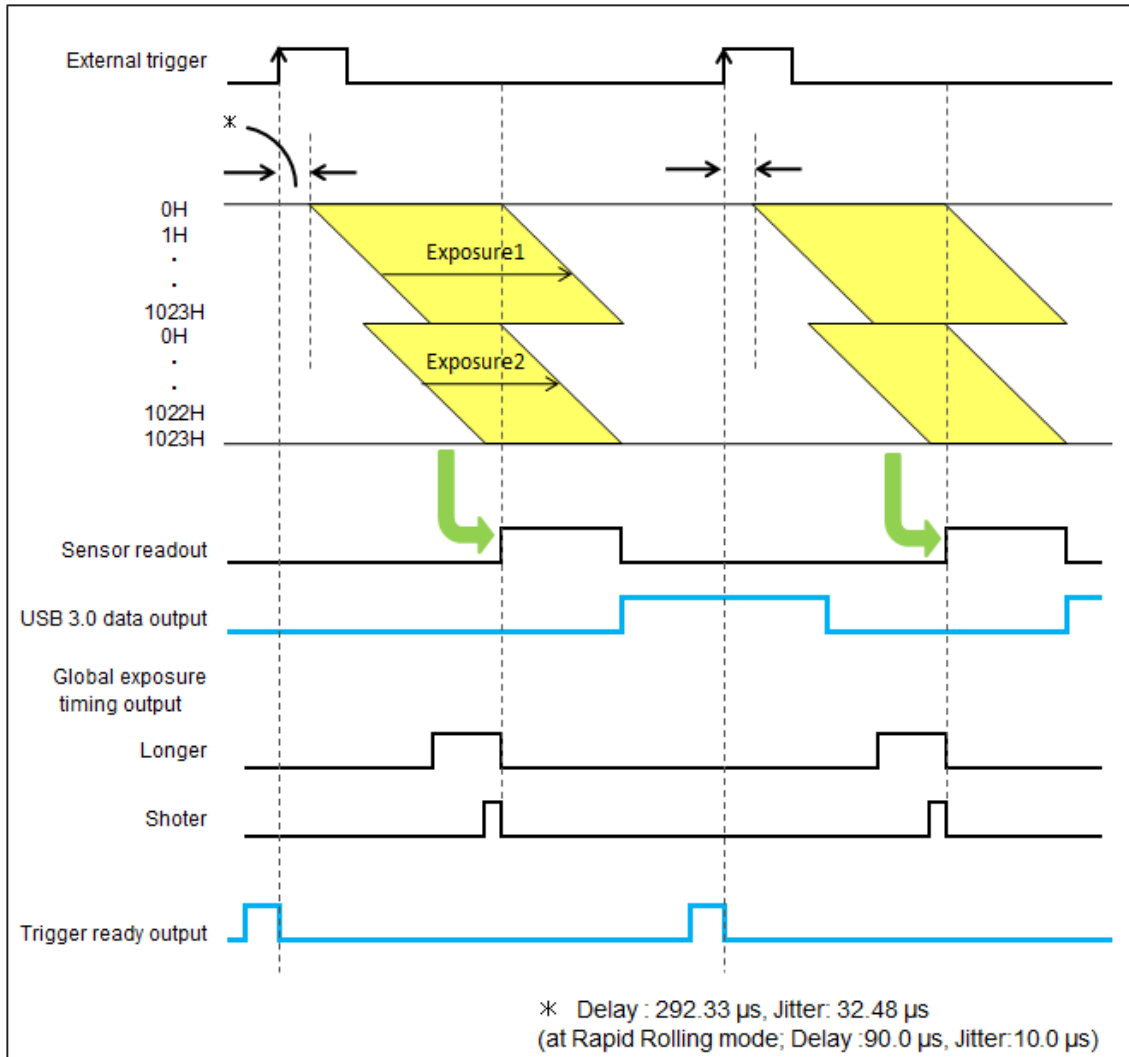 External trigger
*
0H
1H
.
.
1023H
0H
.
.
1022H
1023H
Exposure1
Exposure2
Sensor readout
USB 3.0 data output
Global exposure
timing output
Longer
Shoter
Trigger ready output
* Delay : 292.33 µs, Jitter: 32.48 µs
(at Rapid Rolling mode; Delay :90.0 µs, Jitter:10.0 µs)